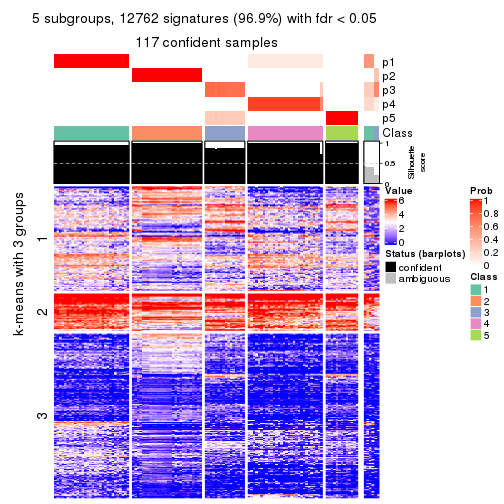 5 subgroups, 12762 signatures (96.9%) with fdr < 0.05
117 confident samples
p1
p2
p3
p4
p5
Class
1
0.5
0
Silhouette
score
k-means with 3 groups
1
2
3
Value
6
4
2
0
Status (barplots)
confident
ambiguous
Prob
1
0.8
0.6
0.4
0.2
0
Class
1
2
3
4
5